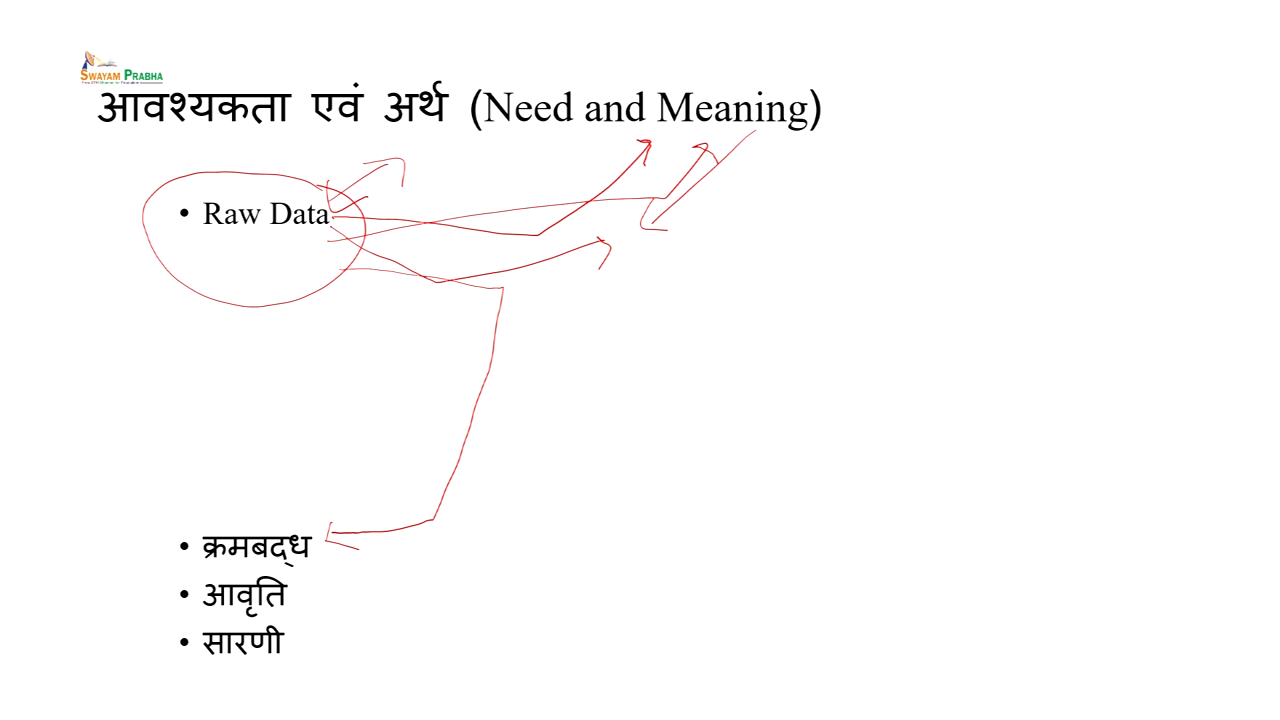 SWAYAM PRABHA
आवश्यकता एवं अर्थ (Need and Meaning)
• Raw Data
• क्रमबद्ध
• आवृति
• सारणी